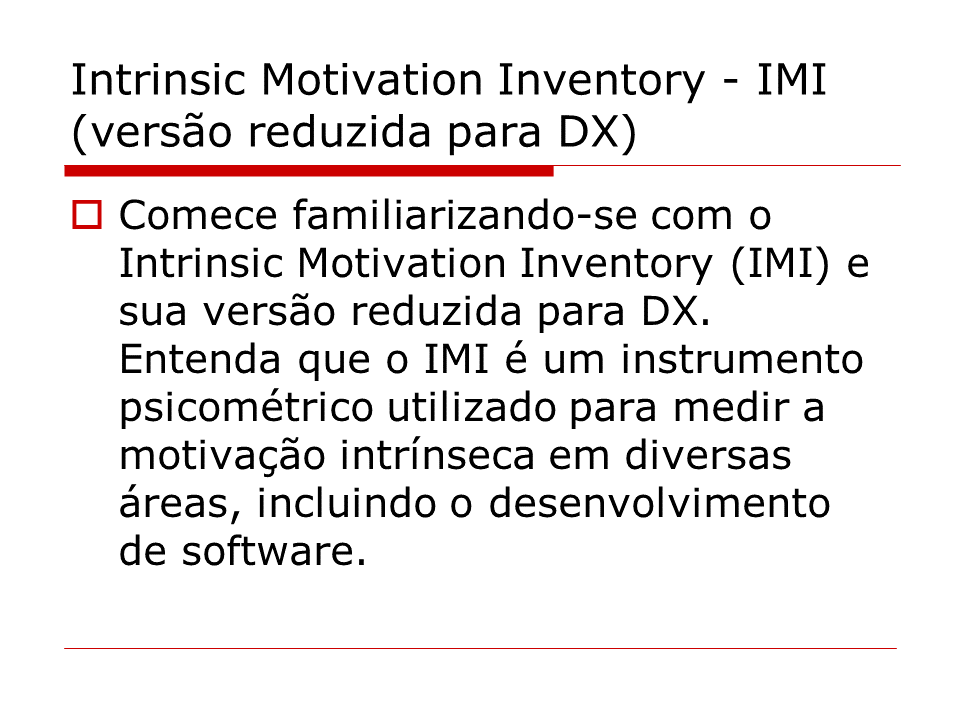 Intrinsic Motivation Inventory - IMI
(versão reduzida para DX)
Comece familiarizando-se com o
Intrinsic Motivation Inventory (IMI) e
sua versão reduzida para DX.
Entenda que o IMI é um instrumento
psicométrico utilizado para medir a
motivação intrínseca em diversas
áreas, incluindo o desenvolvimento
de software.